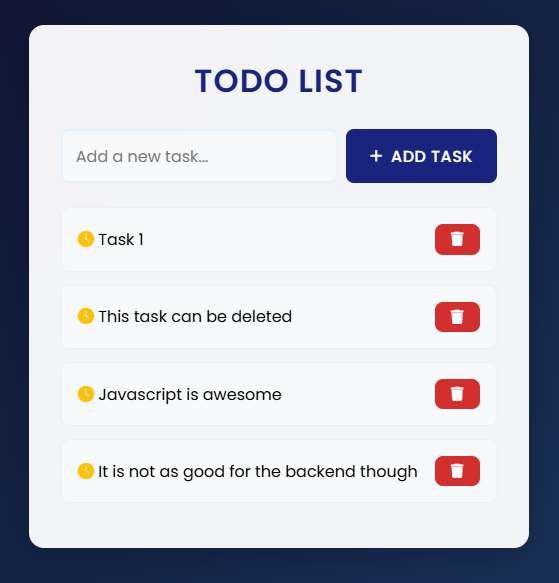 TODO LIST
Add a new task...
+ ADD TASK
Task 1
This task can be deleted
Javascript is awesome
It is not as good for the backend though